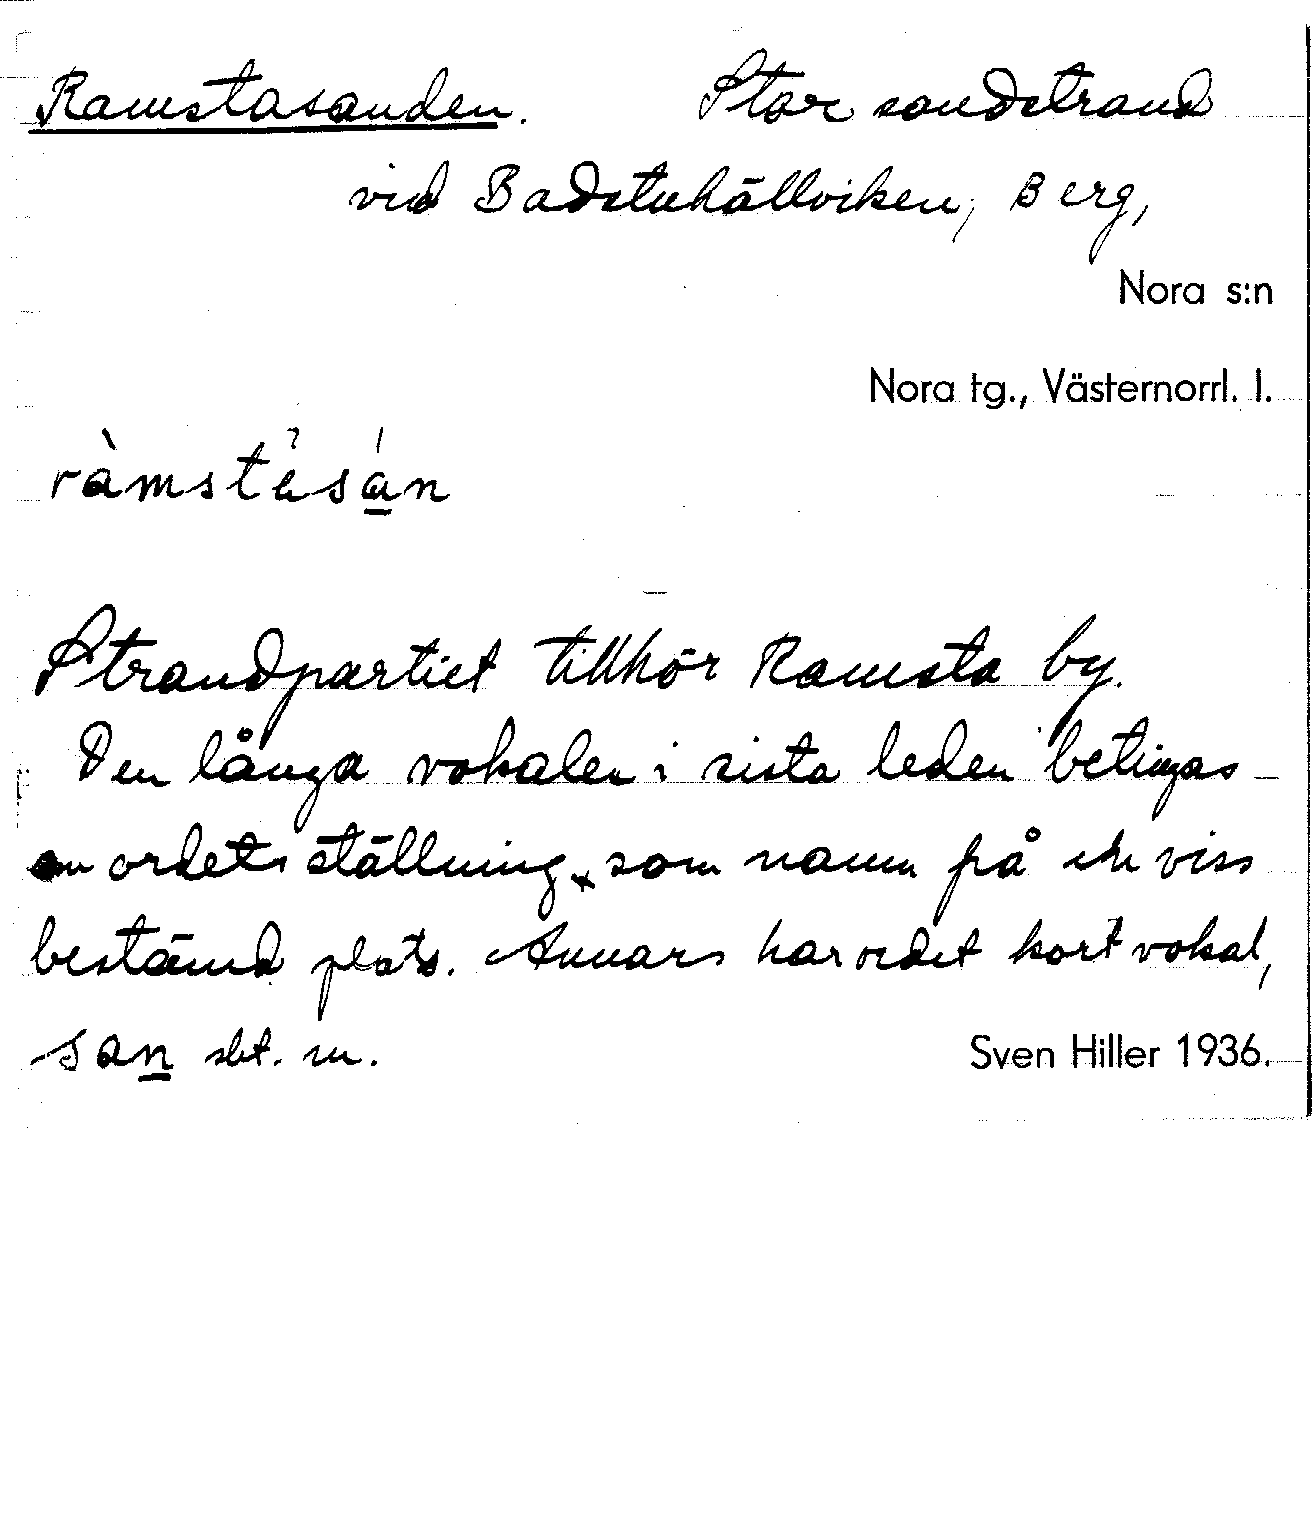 Ramstasanden. Stor sandstrand
vid Badstuhällviken, Berg,
Nora s:n
Nora tg., Västernorrl. l.
ràmstèsán
Strandpartiet tillhör Ramsta by.
Den långa vokalen i sista leden betingas
av ordets ställning som namn på en viss
bestämd plats. Annars har ordet kort vokal,
san sbt. m.
Sven Hiller 1936.